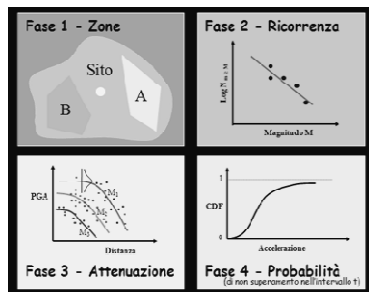 Fase 1 - Zone
Sito
A
B
Fase 2 - Ricorrenza
Log N m ≥ M
Magnitudo M
PGA
M1
M2
M3
Distanza
Fase 3 - Attenuazione
1
CDF
0
Accelerazione
Fase 4 - Probabilità
(di non superamento nell'intervallo t)